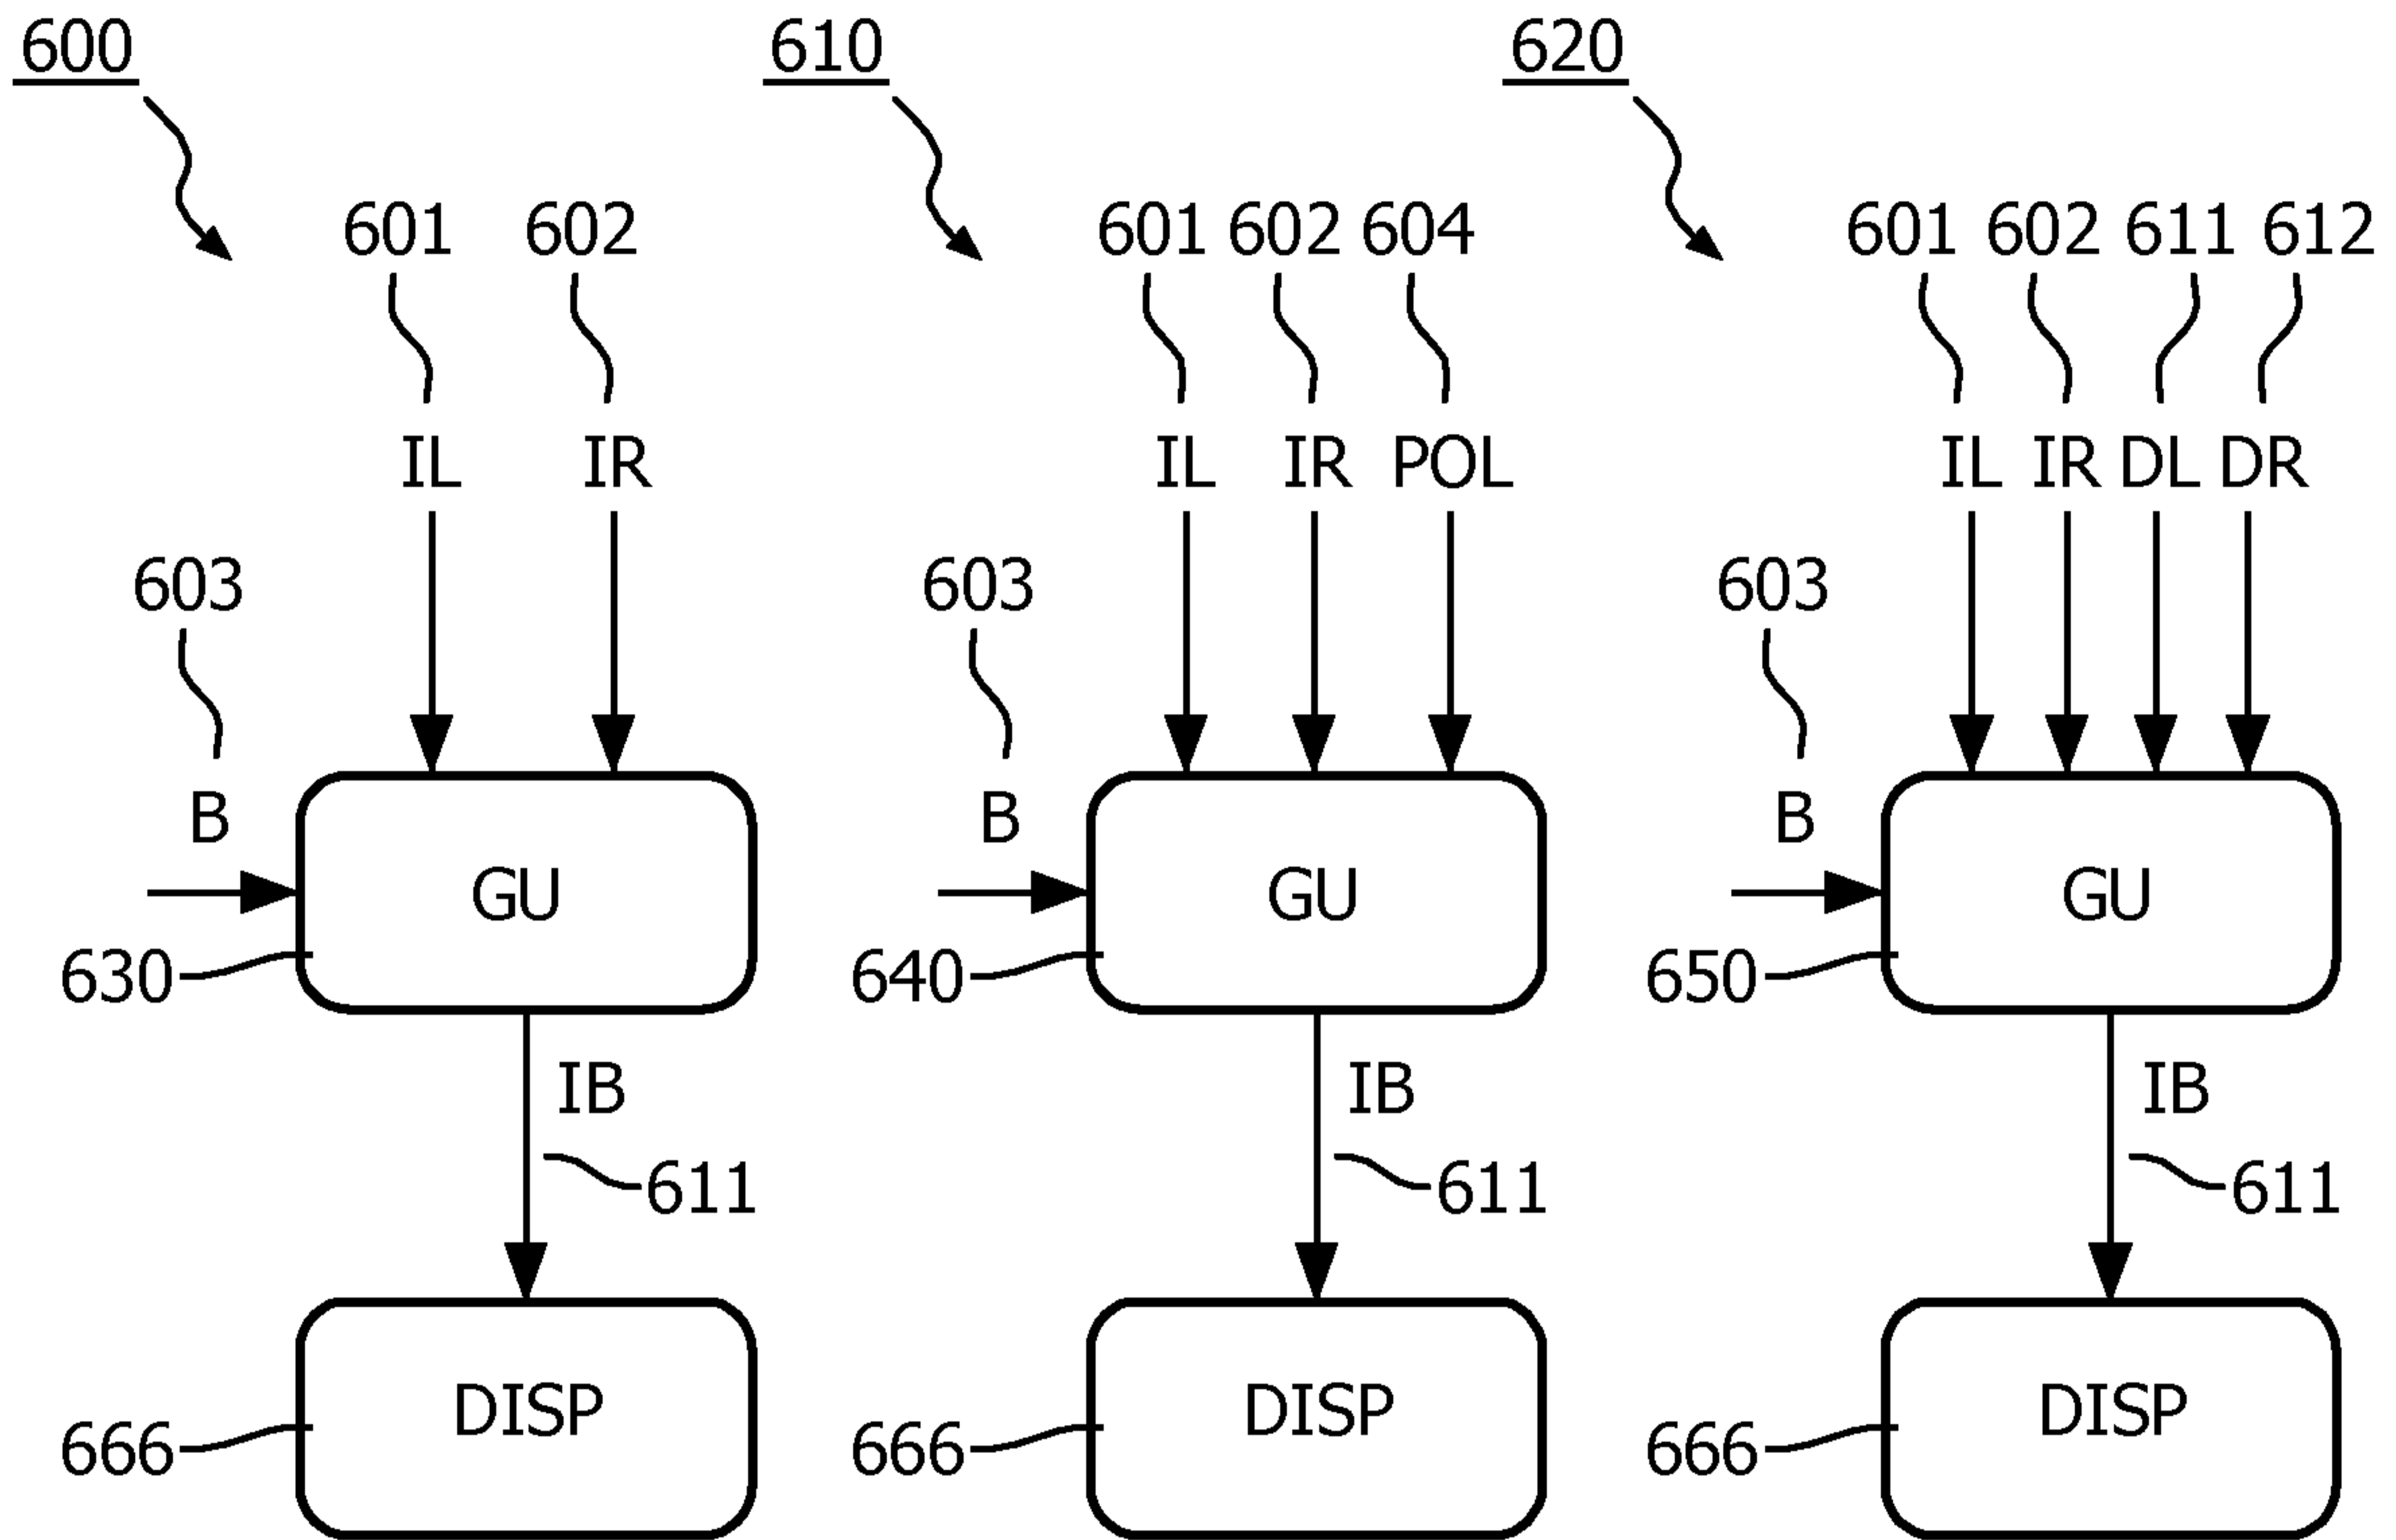 600 610 620
601 602 601 602 604 601 602 611 612
IL IR IL IR POL IL IR DL DR
603 603 603
B B B
GU GU GU
630 640 650
IB IB IB
611 611 611
DISP DISP DISP
666 666 666